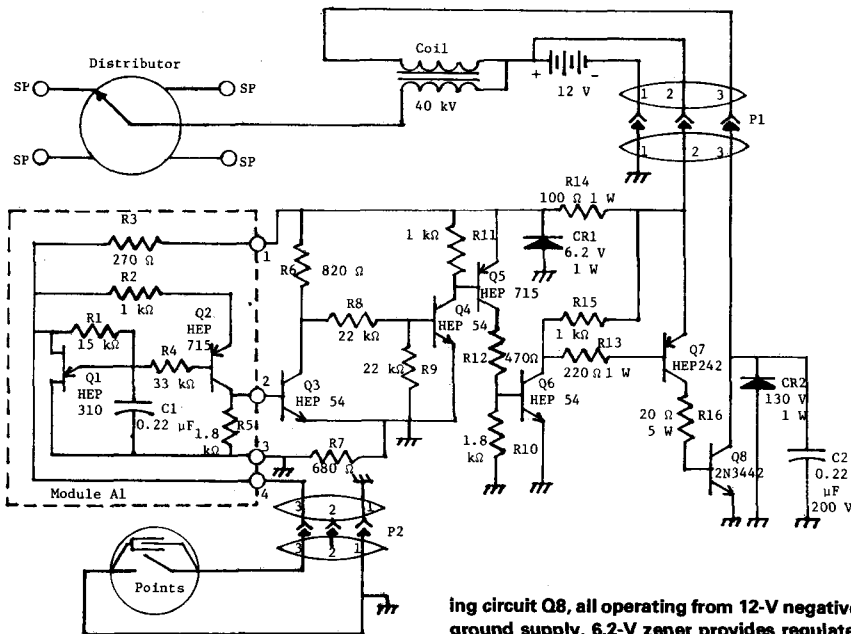 Distributor
SP
SP
SP
SP
Coil
40 kV
+
-
12 V
1
2
3
P1
1
2
3
R14
100 Ω 1 W
CR1
6.2 V
1 W
R3
270 Ω
1
R2
1 kΩ
R1
15 kΩ
Q2
HEP
715
R4
33 kΩ
Q1
HEP
310
C1
0.22 µF
R5
1.8
kΩ
2
3
4
Module A1
R6
820 Ω
Q3
HEP 54
R7
680 Ω
R8
22 kΩ
22 kΩ
R9
1 kΩ
R11
Q4
HEP 54
Q5
HEP 715
R12
470Ω
1.8
kΩ
R10
Q6
HEP 54
R15
1 kΩ
R13
220Ω 1 W
Q7
HEP242
20 Ω
5 W
R16
Q8
2N3442
CR2
130 V
1 W
C2
0.22
µF
200 V
3
2
1
P2
3
2
1
Points
ing circuit Q8, all operating from 12-V negative
ground supply. 6.2-V zener provides regulate